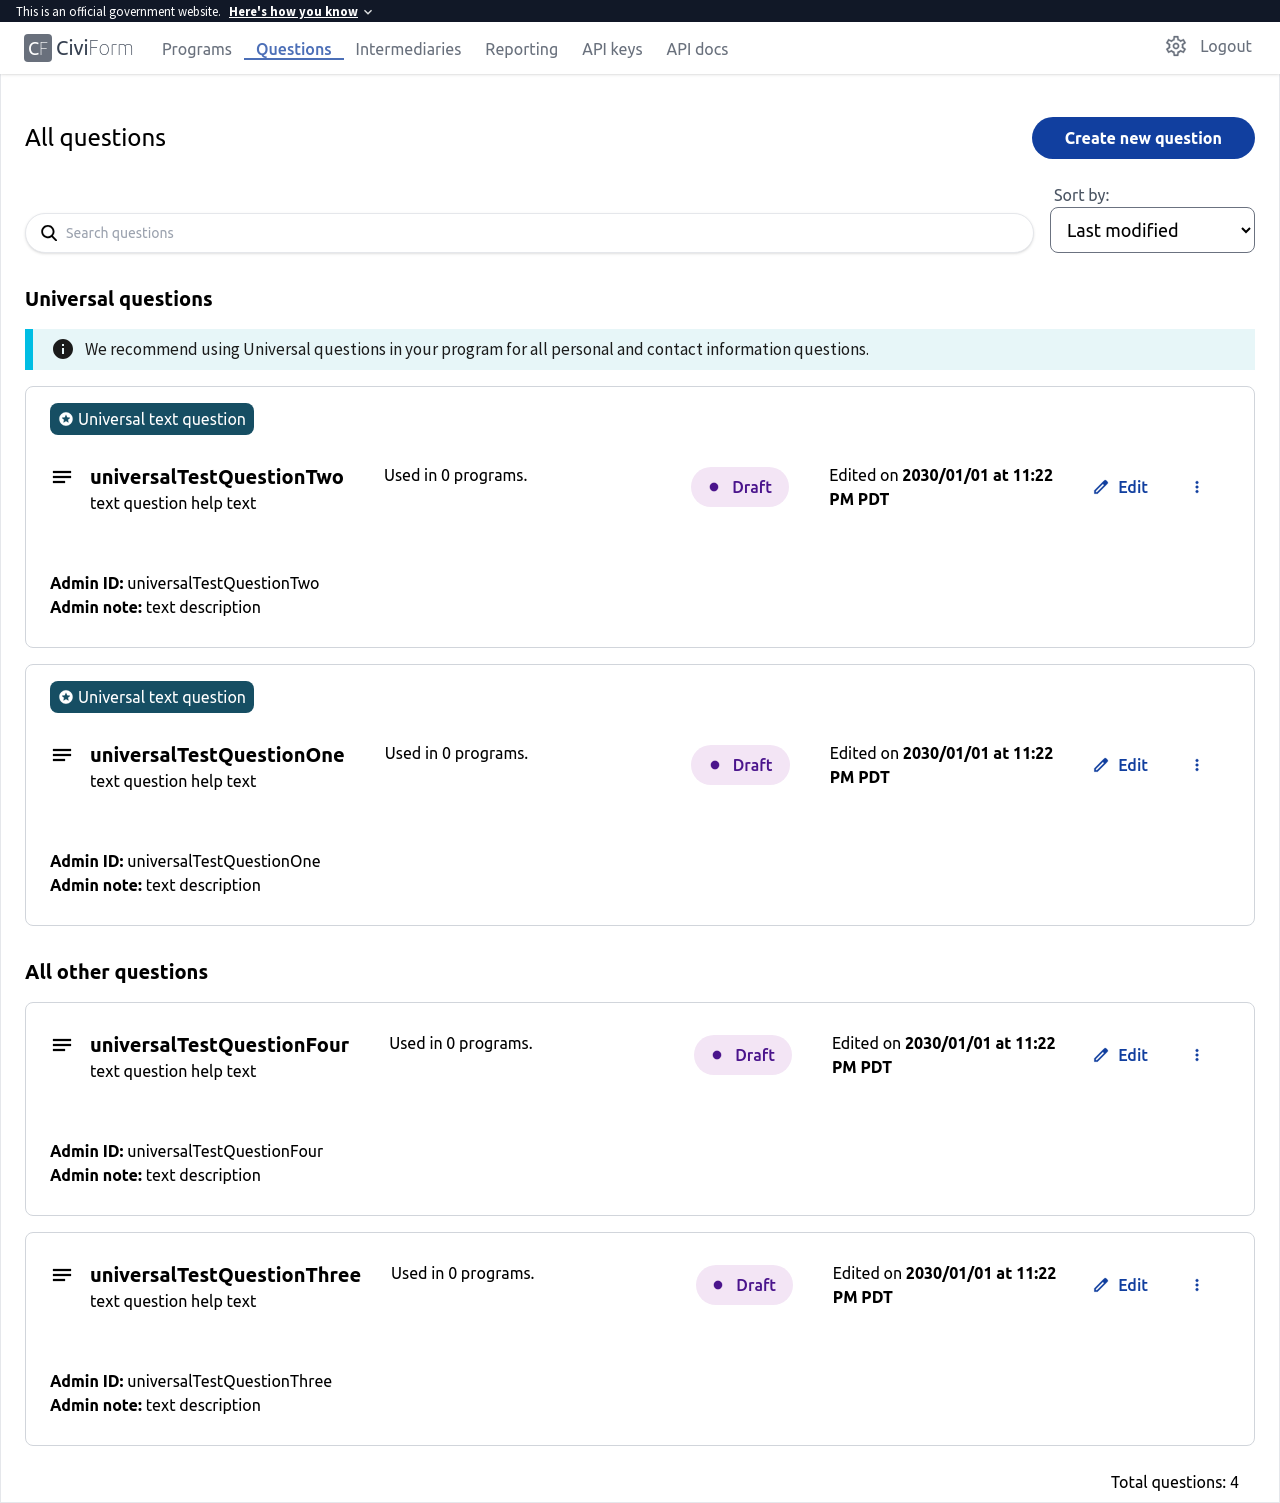 This is an official government website. Here's how you know
CF CiviForm Programs Questions Intermediaries Reporting API keys API docs Logout
All questions
Create new question
Sort by:
Search questions
Last modified
Universal questions
We recommend using Universal questions in your program for all personal and contact information questions.
Universal text question
universalTestQuestionTwo
text question help text
Used in 0 programs.
Draft
Edited on 2030/01/01 at 11:22
PM PDT
Edit
Admin ID: universalTestQuestionTwo
Admin note: text description
Universal text question
universalTestQuestionOne
text question help text
Used in 0 programs.
Draft
Edited on 2030/01/01 at 11:22
PM PDT
Edit
Admin ID: universalTestQuestionOne
Admin note: text description
All other questions
universalTestQuestionFour
text question help text
Used in 0 programs.
Draft
Edited on 2030/01/01 at 11:22
PM PDT
Edit
Admin ID: universalTestQuestionFour
Admin note: text description
universalTestQuestionThree
text question help text
Used in 0 programs.
Draft
Edited on 2030/01/01 at 11:22
PM PDT
Edit
Admin ID: universalTestQuestionThree
Admin note: text description
Total questions: 4